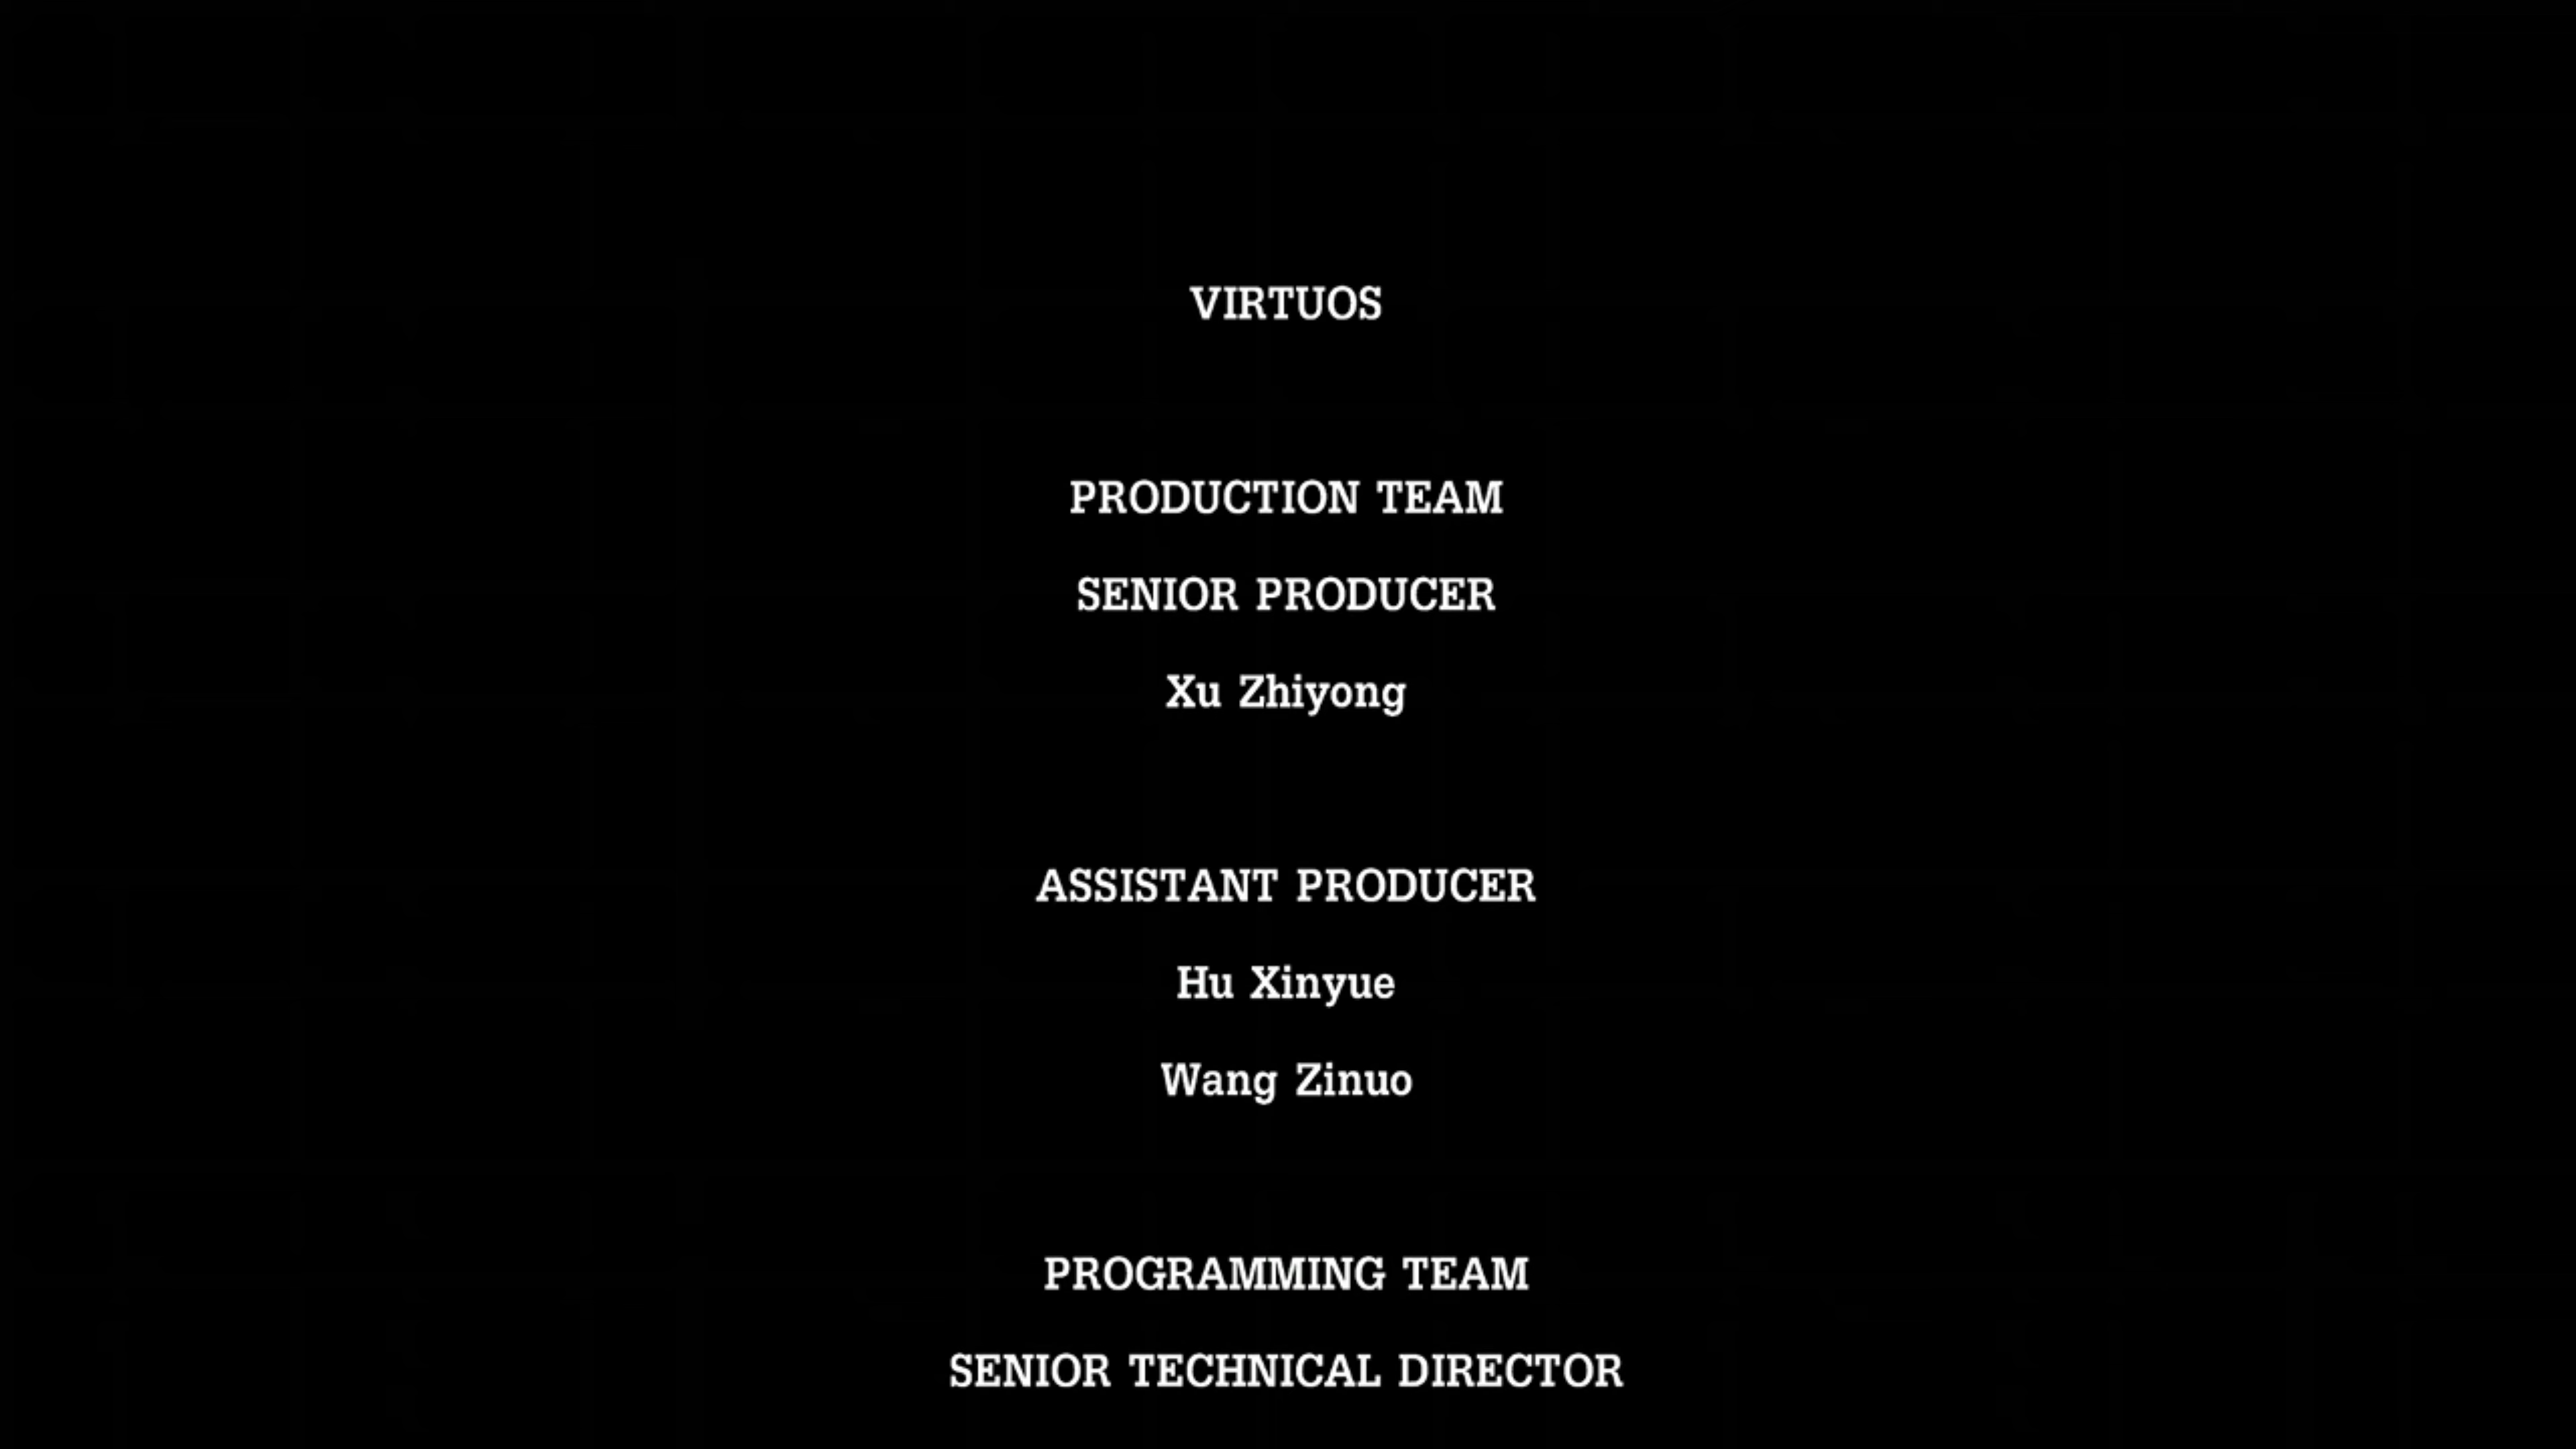 VIRTUOS
PRODUCTION TEAM
SENIOR PRODUCER
Xu Zhiyong
ASSISTANT PRODUCER
Hu Xinyue
Wang Zinuo
PROGRAMMING TEAM
SENIOR TECHNICAL DIRECTOR